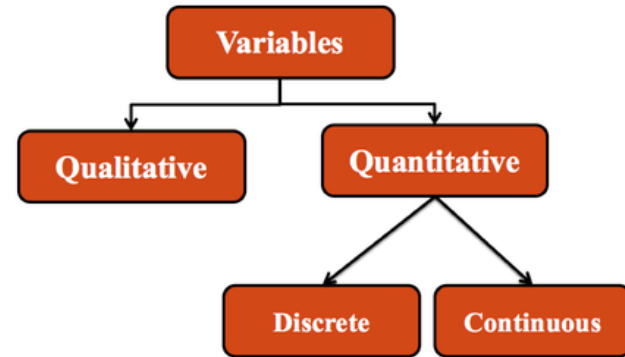 Variables
Qualitative
Quantitative
Discrete
Continuous